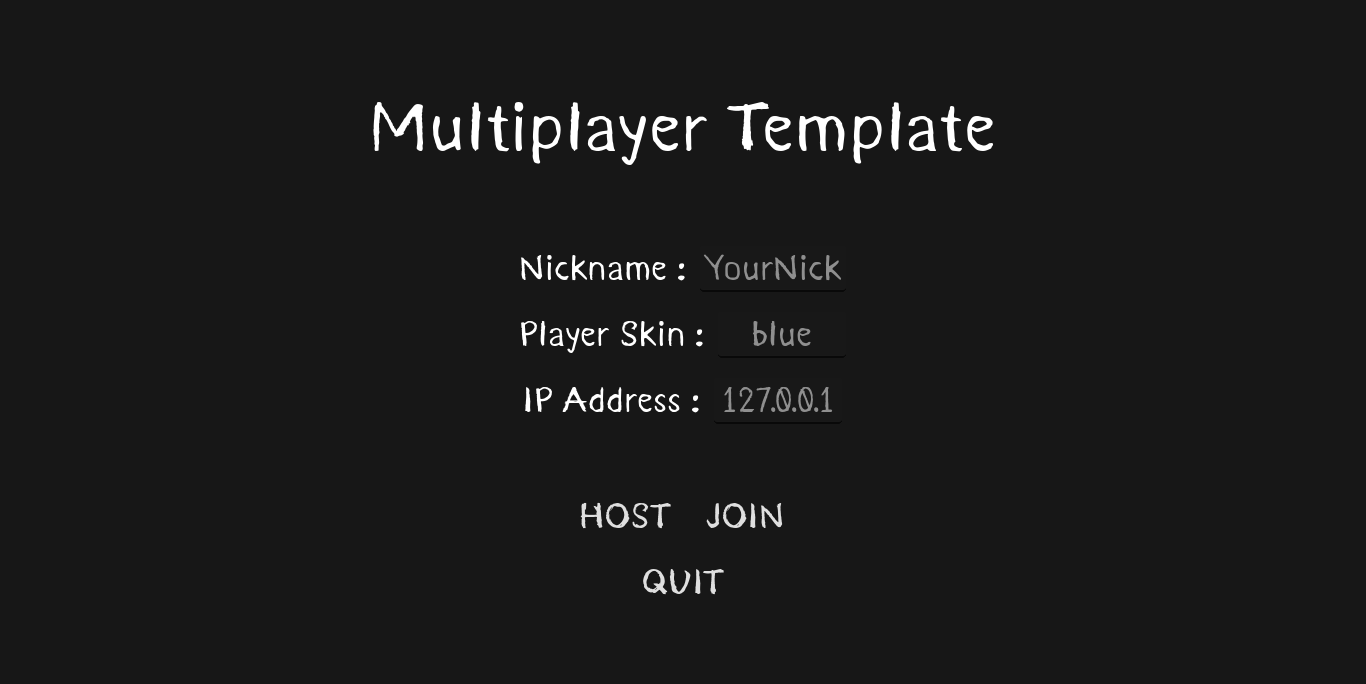 Multiplayer Template
Nickname : YourNick
Player Skin : blue
IP Address : 127.0.0.1
HOST JOIN
QUIT